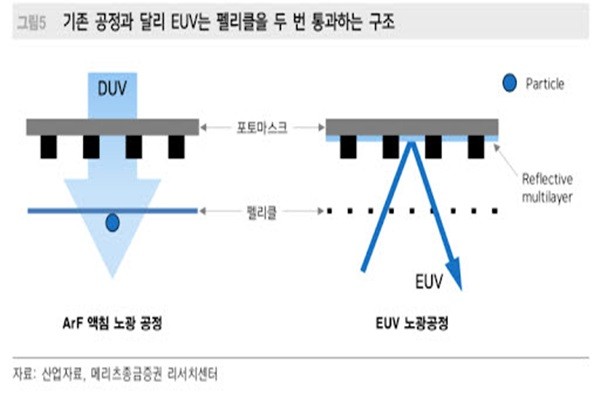 그림5 기존 공정과 달리 EUV는 펠리클을 두 번 통과하는 구조
DUV
Particle
포토마스크
Reflective
multilayer
펠리클
EUV
ArF 액침 노광 공정
EUV 노광공정
자료: 산업자료, 메리츠종금증권 리서치센터